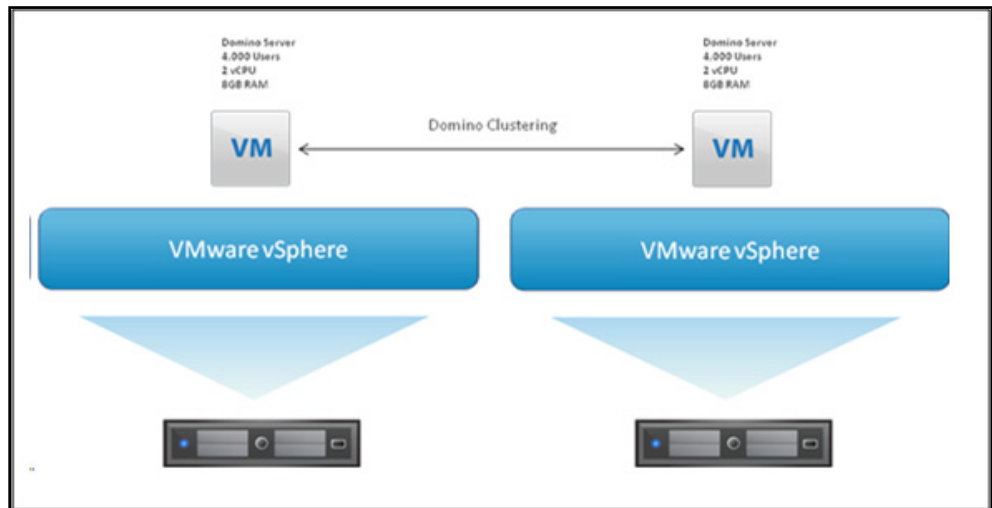 Domino Server
4,000 Users
2 vCPU
8GB RAM
Domino Server
4,000 Users
2 vCPU
8GB RAM
VM
Domino Clustering
VM
VMware vSphere
VMware vSphere